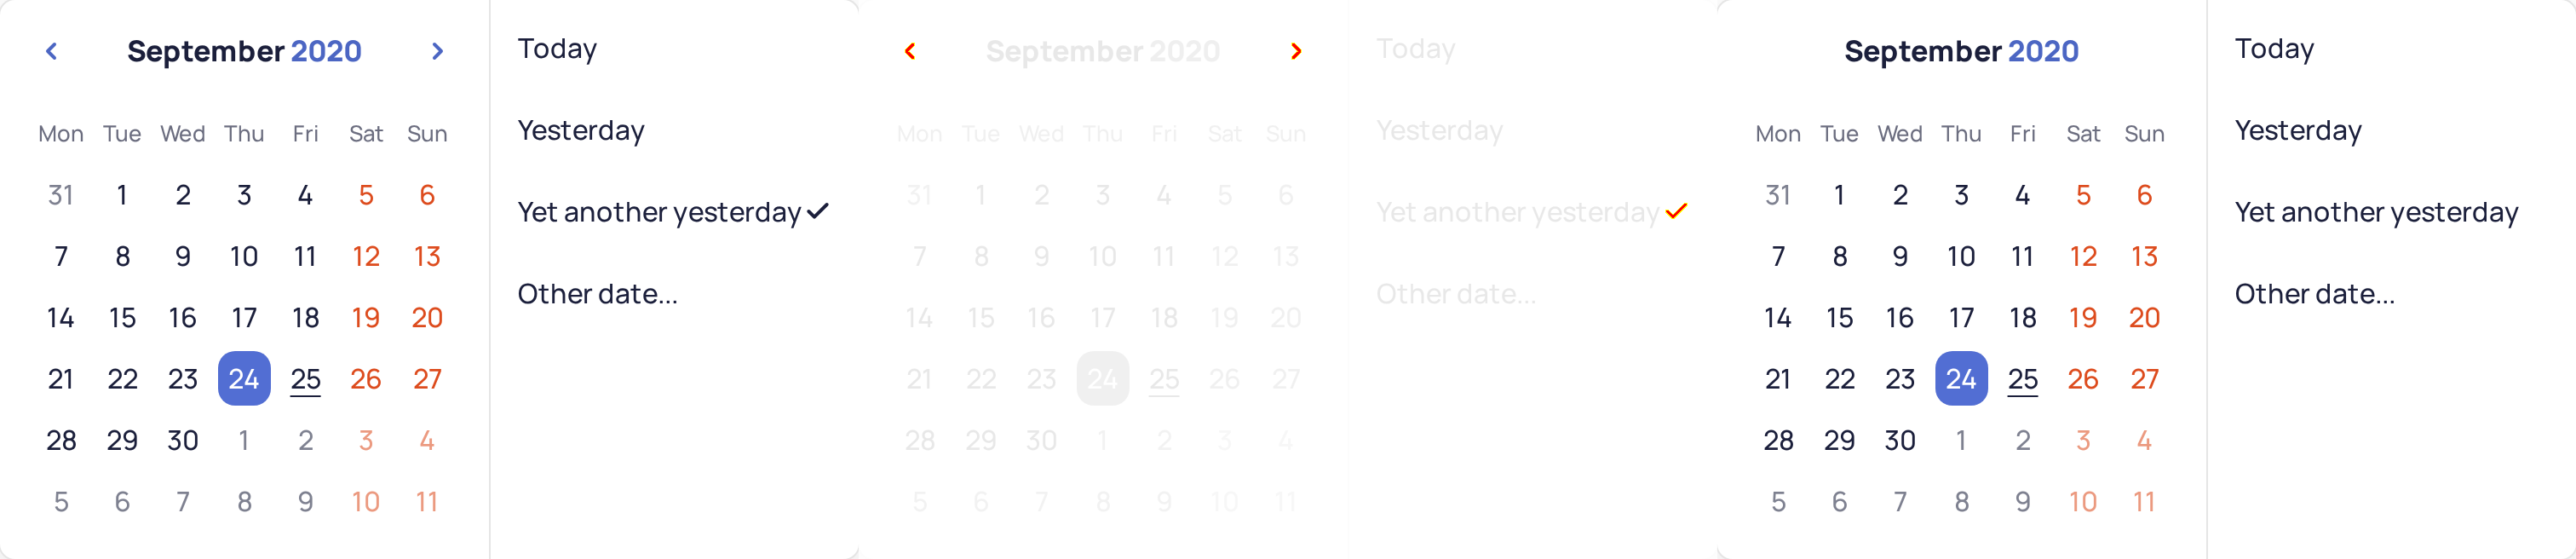 September 2020
Mon Tue Wed Thu Fri Sat Sun
31 1 2 3 4 5 6
7 8 9 10 11 12 13
14 15 16 17 18 19 20
21 22 23 24 25 26 27
28 29 30 1 2 3 4
5 6 7 8 9 10 11
Today
Yesterday
Yet another yesterday
Other date...
September 2020
Mon Tue Wed Thu Fri Sat Sun
31 1 2 3 4 5 6
7 8 9 10 11 12 13
14 15 16 17 18 19 20
21 22 23 24 25 26 27
28 29 30 1 2 3 4
5 6 7 8 9 10 11
Today
Yesterday
Yet another yesterday
Other date...
September 2020
Mon Tue Wed Thu Fri Sat Sun
31 1 2 3 4 5 6
7 8 9 10 11 12 13
14 15 16 17 18 19 20
21 22 23 24 25 26 27
28 29 30 1 2 3 4
5 6 7 8 9 10 11
Today
Yesterday
Yet another yesterday
Other date...